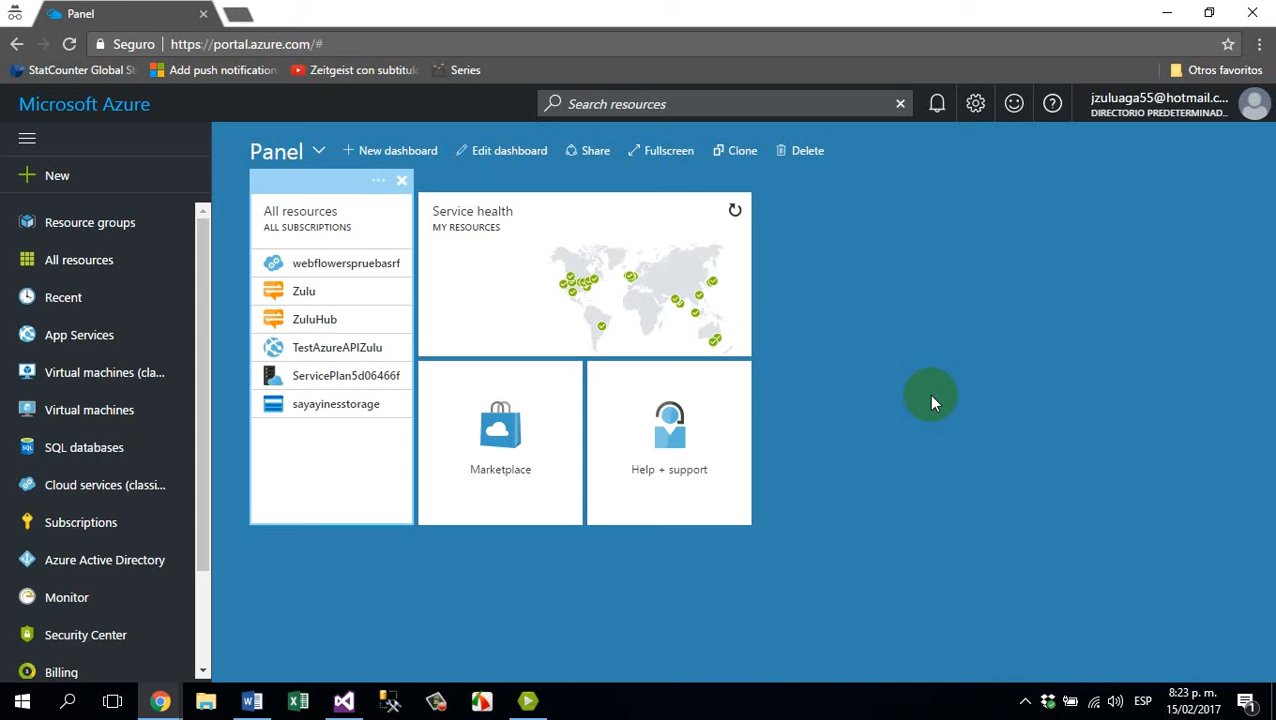 Panel
Seguro
https://portal.azure.com/#
StatCounter Global St
Add push notification
Zeitgeist con subtitul
Series
Otros favoritos
Microsoft Azure
Search resources
jzuluaga55@hotmail.c...
DIRECTORIO PREDETERMINAD...
New
Resource groups
All resources
Recent
App Services
Virtual machines (cla...
Virtual machines
SQL databases
Cloud services (classi...
Subscriptions
Azure Active Directory
Monitor
Security Center
Billing
Panel
New dashboard
Edit dashboard
Share
Fullscreen
Clone
Delete
All resources
ALL SUBSCRIPTIONS
webflowerspruebasrf
Zulu
ZuluHub
TestAzureAPIZulu
ServicePlan5d06466f
sayayinesstorage
Service health
MY RESOURCES
Marketplace
Help + support
ESP
8:23 p. m.
15/02/2017
1